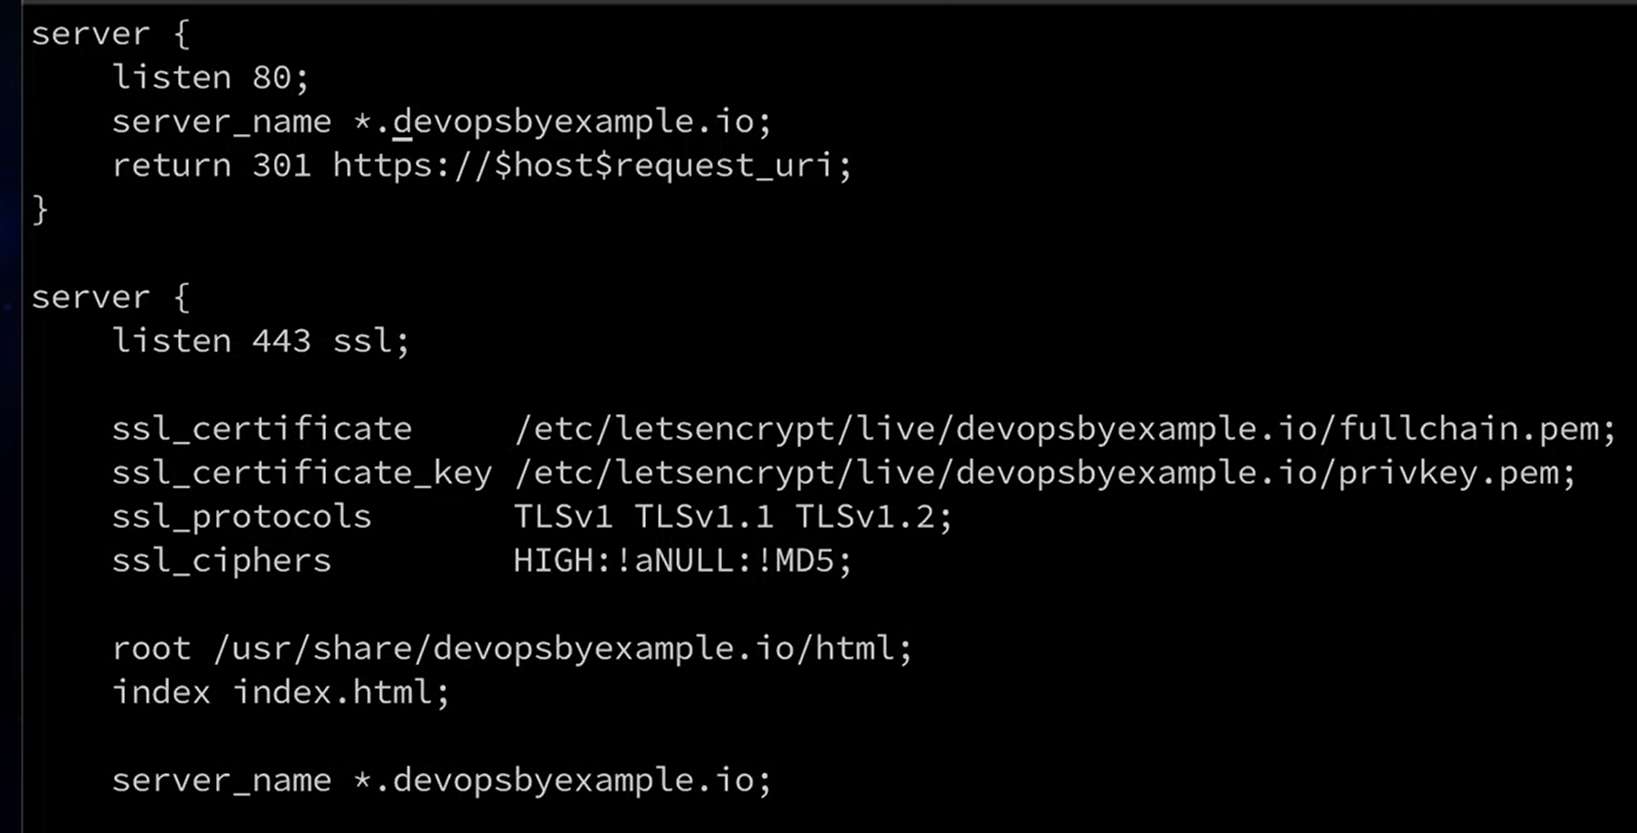 server {
    listen 80;
    server_name *.devopsbyexample.io;
    return 301 https://$host$request_uri;
}

server {
    listen 443 ssl;

    ssl_certificate     /etc/letsencrypt/live/devopsbyexample.io/fullchain.pem;
    ssl_certificate_key /etc/letsencrypt/live/devopsbyexample.io/privkey.pem;
    ssl_protocols       TLSv1 TLSv1.1 TLSv1.2;
    ssl_ciphers         HIGH:!aNULL:!MD5;

    root /usr/share/devopsbyexample.io/html;
    index index.html;

    server_name *.devopsbyexample.io;